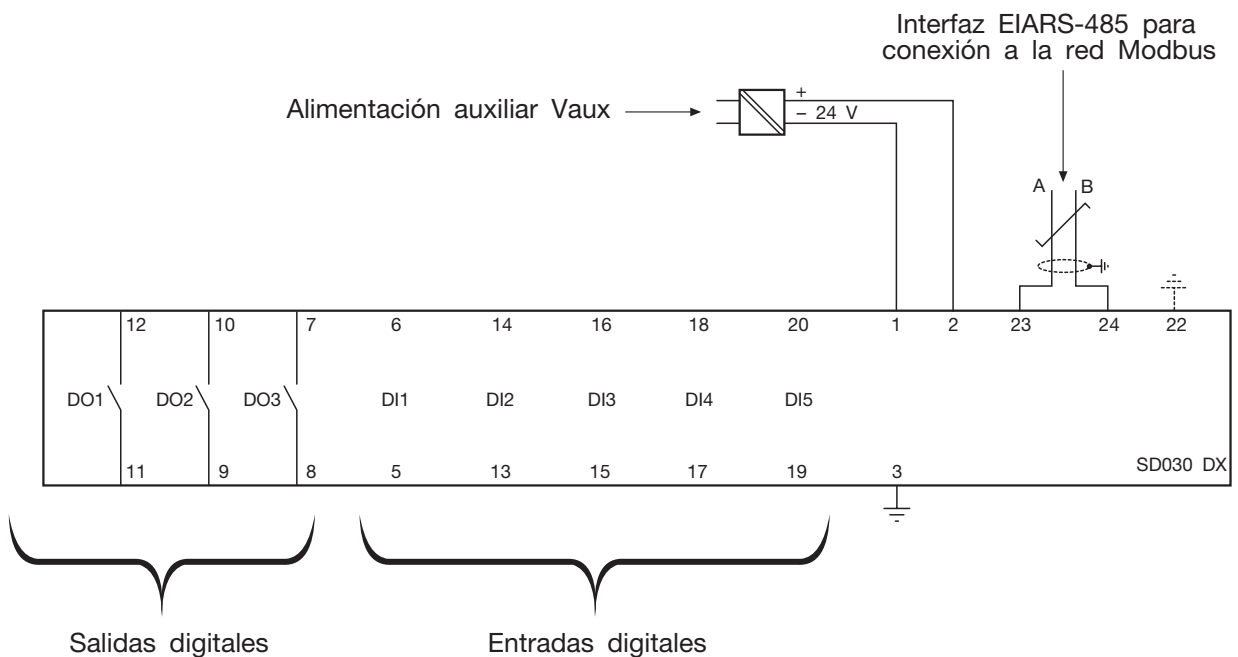 Interfaz EIARS-485 para
conexión a la red Modbus
Alimentación auxiliar Vaux
+
– 24 V
A B
12 10 7 6 14 16 18 20 1 2 23 24 22
DO1 DO2 DO3 DI1 DI2 DI3 DI4 DI5
11 9 8 5 13 15 17 19 3 SD030 DX
Salidas digitales Entradas digitales